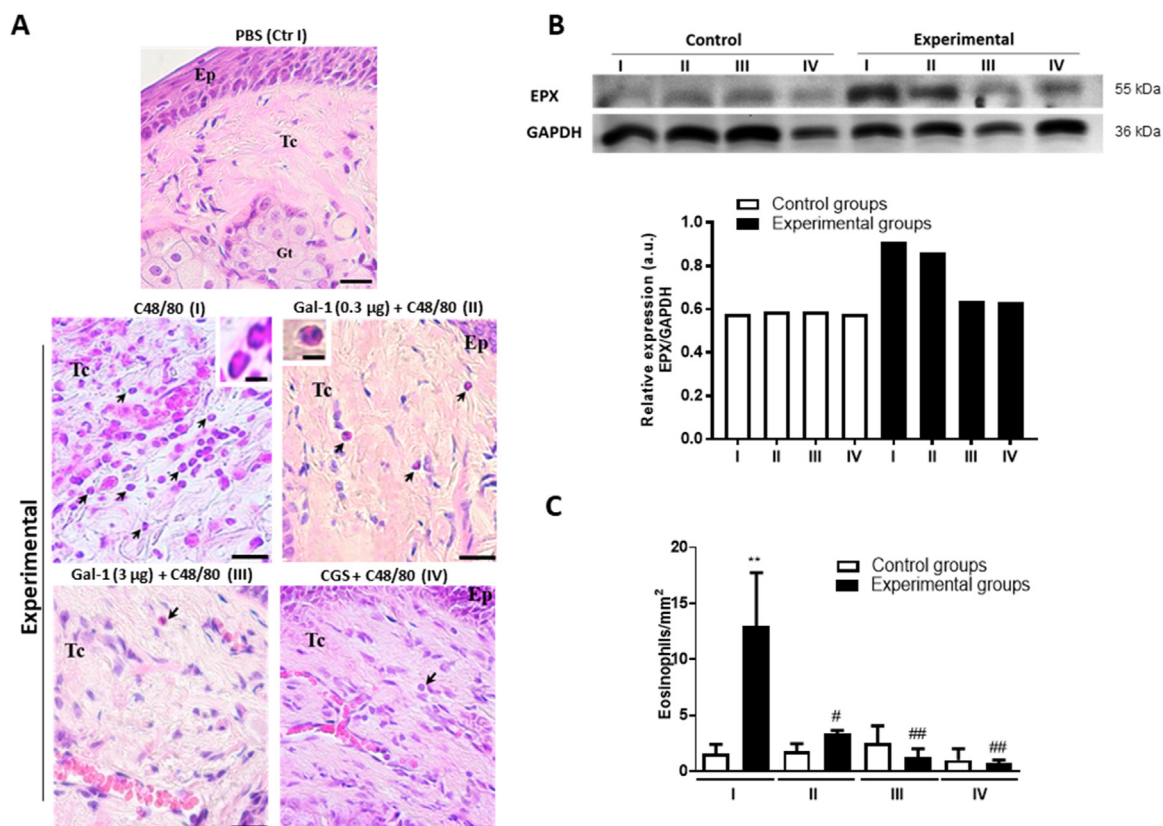 A
PBS (Ctr I)
Ep
Tc
Gt
C48/80 (I)
Tc
Gal-1 (0.3 µg) + C48/80 (II)
Ep
Tc
Experimental
Gal-1 (3 µg) + C48/80 (III)
Tc
CGS + C48/80 (IV)
Ep
Tc
B
Control
Experimental
I II III IV I II III IV
EPX
55 kDa
GAPDH
36 kDa
Control groups
Experimental groups
Relative expression (a.u.)
EPX/GAPDH
1.0
0.8
0.6
0.4
0.2
0.0
I II III IV I II III IV
C
Control groups
Experimental groups
Eosinophils/mm²
20
15
10
5
0
**
#
##
##
I II III IV